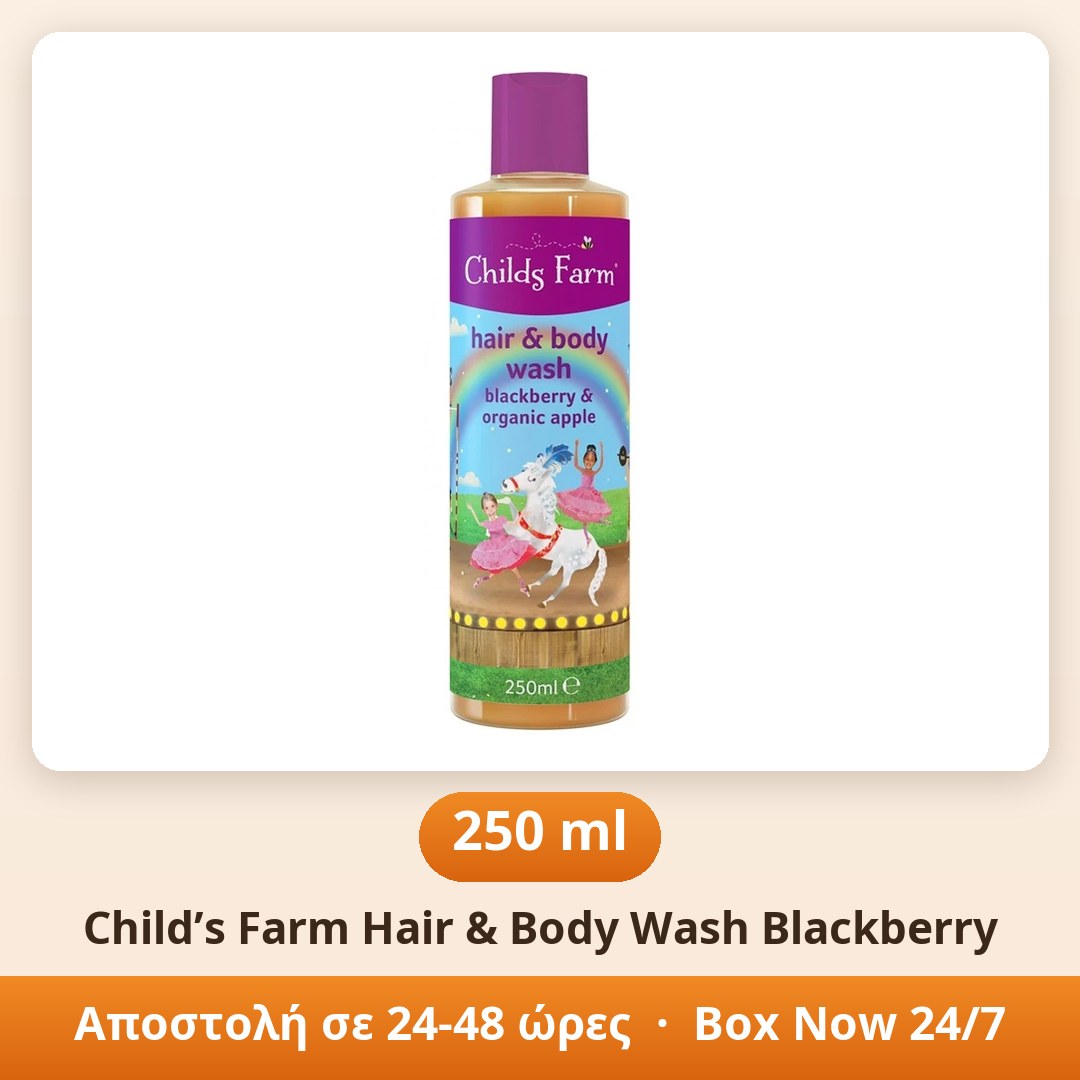 Childs Farm
hair & body
wash
blackberry &
organic apple
250ml ℮
250 ml
Child’s Farm Hair & Body Wash Blackberry
Αποστολή σε 24-48 ώρες · Box Now 24/7